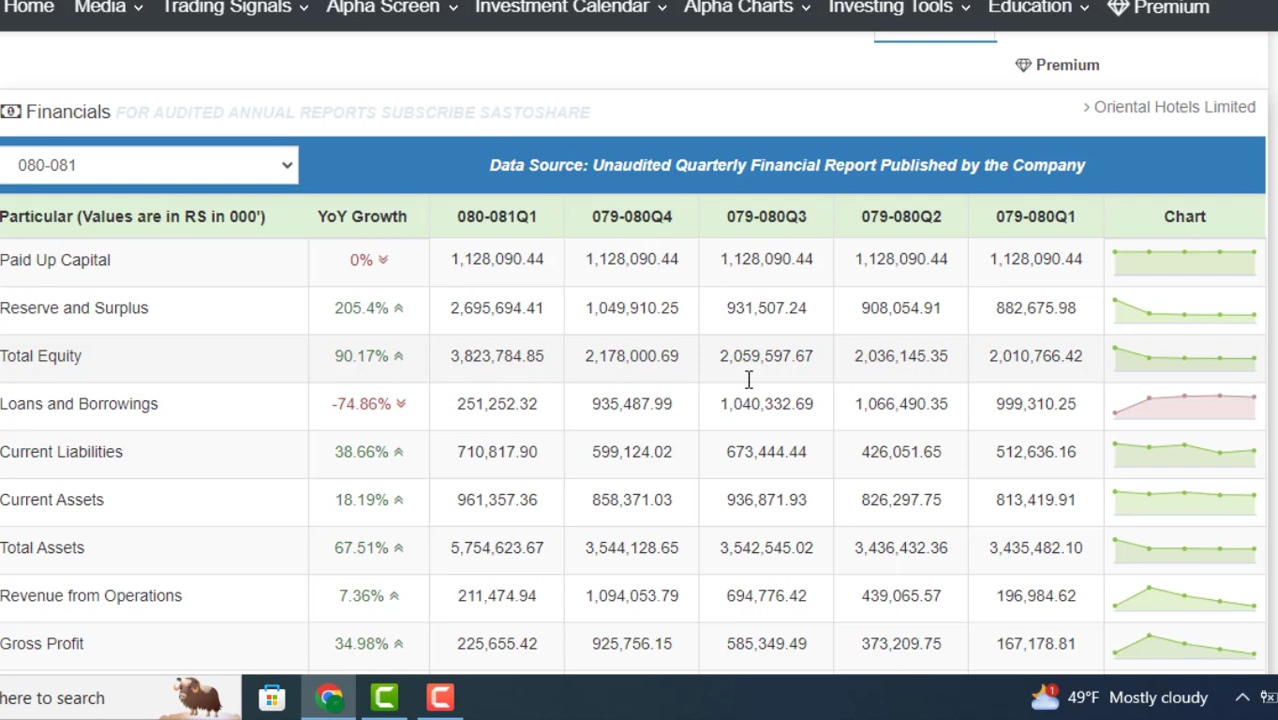 Home Media Trading Signals Alpha Screen Investment Calendar Alpha Charts Investing Tools Education Premium
Premium
Financials FOR AUDITED ANNUAL REPORTS SUBSCRIBE SASTOSHARE > Oriental Hotels Limited
080-081 Data Source: Unaudited Quarterly Financial Report Published by the Company
Particular (Values are in RS in 000') YoY Growth 080-081Q1 079-080Q4 079-080Q3 079-080Q2 079-080Q1 Chart
Paid Up Capital 0% 1,128,090.44 1,128,090.44 1,128,090.44 1,128,090.44 1,128,090.44
Reserve and Surplus 205.4% 2,695,694.41 1,049,910.25 931,507.24 908,054.91 882,675.98
Total Equity 90.17% 3,823,784.85 2,178,000.69 2,059,597.67 2,036,145.35 2,010,766.42
Loans and Borrowings -74.86% 251,252.32 935,487.99 1,040,332.69 1,066,490.35 999,310.25
Current Liabilities 38.66% 710,817.90 599,124.02 673,444.44 426,051.65 512,636.16
Current Assets 18.19% 961,357.36 858,371.03 936,871.93 826,297.75 813,419.91
Total Assets 67.51% 5,754,623.67 3,544,128.65 3,542,545.02 3,436,432.36 3,435,482.10
Revenue from Operations 7.36% 211,474.94 1,094,053.79 694,776.42 439,065.57 196,984.62
Gross Profit 34.98% 225,655.42 925,756.15 585,349.49 373,209.75 167,178.81
here to search 1 49°F Mostly cloudy